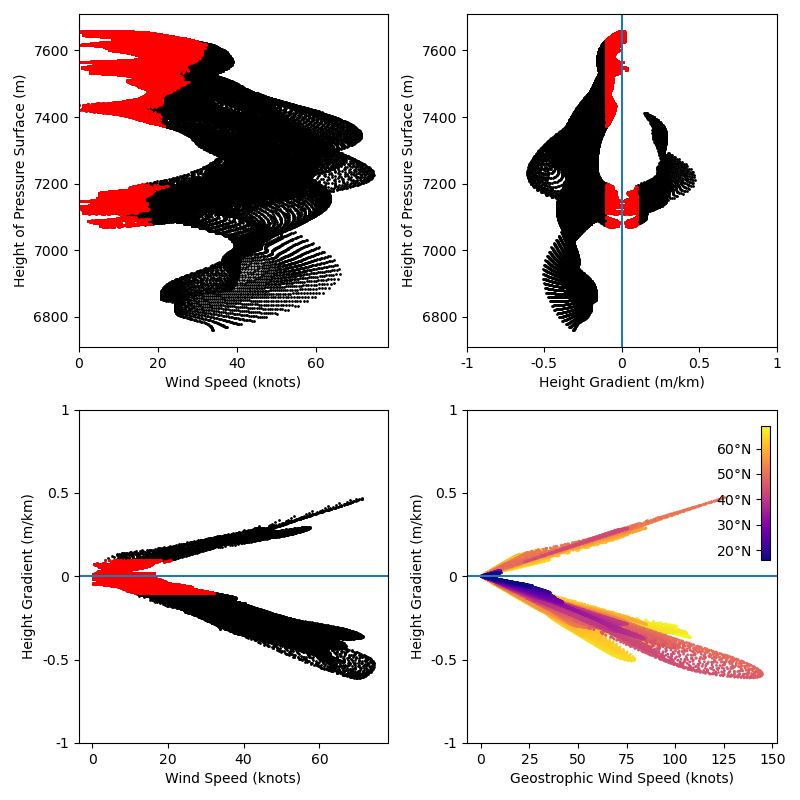 7600
7400
7200
7000
6800
Height of Pressure Surface (m)
0 20 40 60
Wind Speed (knots)
7600
7400
7200
7000
6800
Height of Pressure Surface (m)
-1 -0.5 0 0.5 1
Height Gradient (m/km)
1
0.5
0
-0.5
-1
Height Gradient (m/km)
0 20 40 60
Wind Speed (knots)
1
0.5
0
-0.5
-1
Height Gradient (m/km)
60°N
50°N
40°N
30°N
20°N
0 25 50 75 100 125 150
Geostrophic Wind Speed (knots)